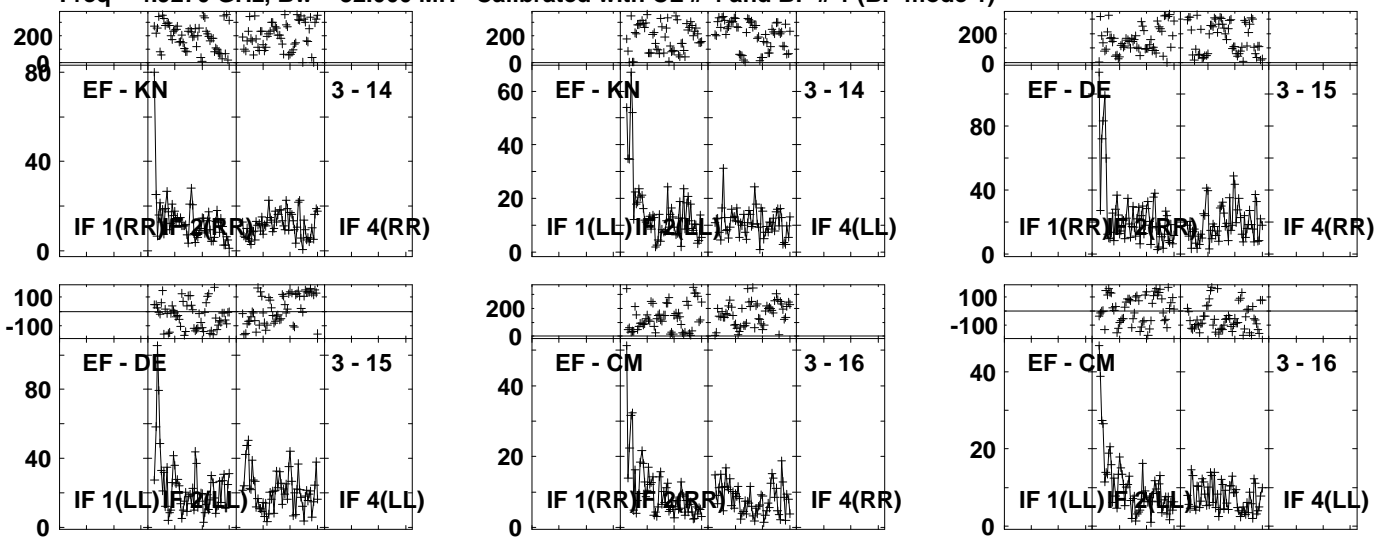 200
0
80
40
0
EF - KN 3 - 14
IF 1(RR) IF 2(RR) IF 4(RR)
200
0
60
40
20
0
EF - KN 3 - 14
IF 1(LL) IF 2(LL) IF 4(LL)
200
0
80
40
0
EF - DE 3 - 15
IF 1(RR) IF 2(RR) IF 4(RR)
100
-100
80
40
0
EF - DE 3 - 15
IF 1(LL) IF 2(LL) IF 4(LL)
200
0
40
20
0
EF - CM 3 - 16
IF 1(RR) IF 2(RR) IF 4(RR)
100
-100
40
20
0
EF - CM 3 - 16
IF 1(LL) IF 2(LL) IF 4(LL)